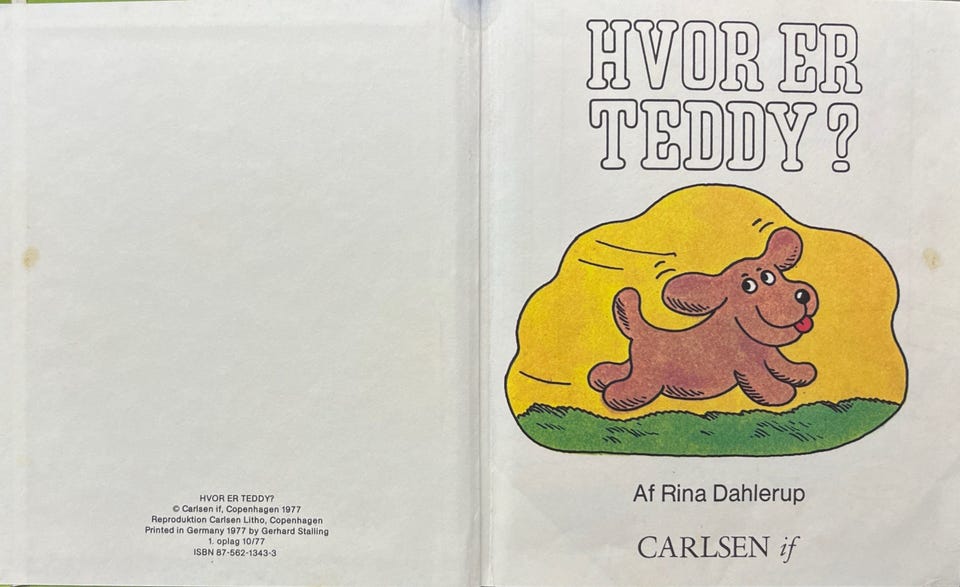 HVOR ER TEDDY?
© Carlsen if, Copenhagen 1977
Reproduktion Carlsen Litho, Copenhagen
Printed in Germany 1977 by Gerhard Stalling
1. oplag 10/77
ISBN 87-562-1343-3
HVOR ER
TEDDY?
Af Rina Dahlerup
CARLSEN if